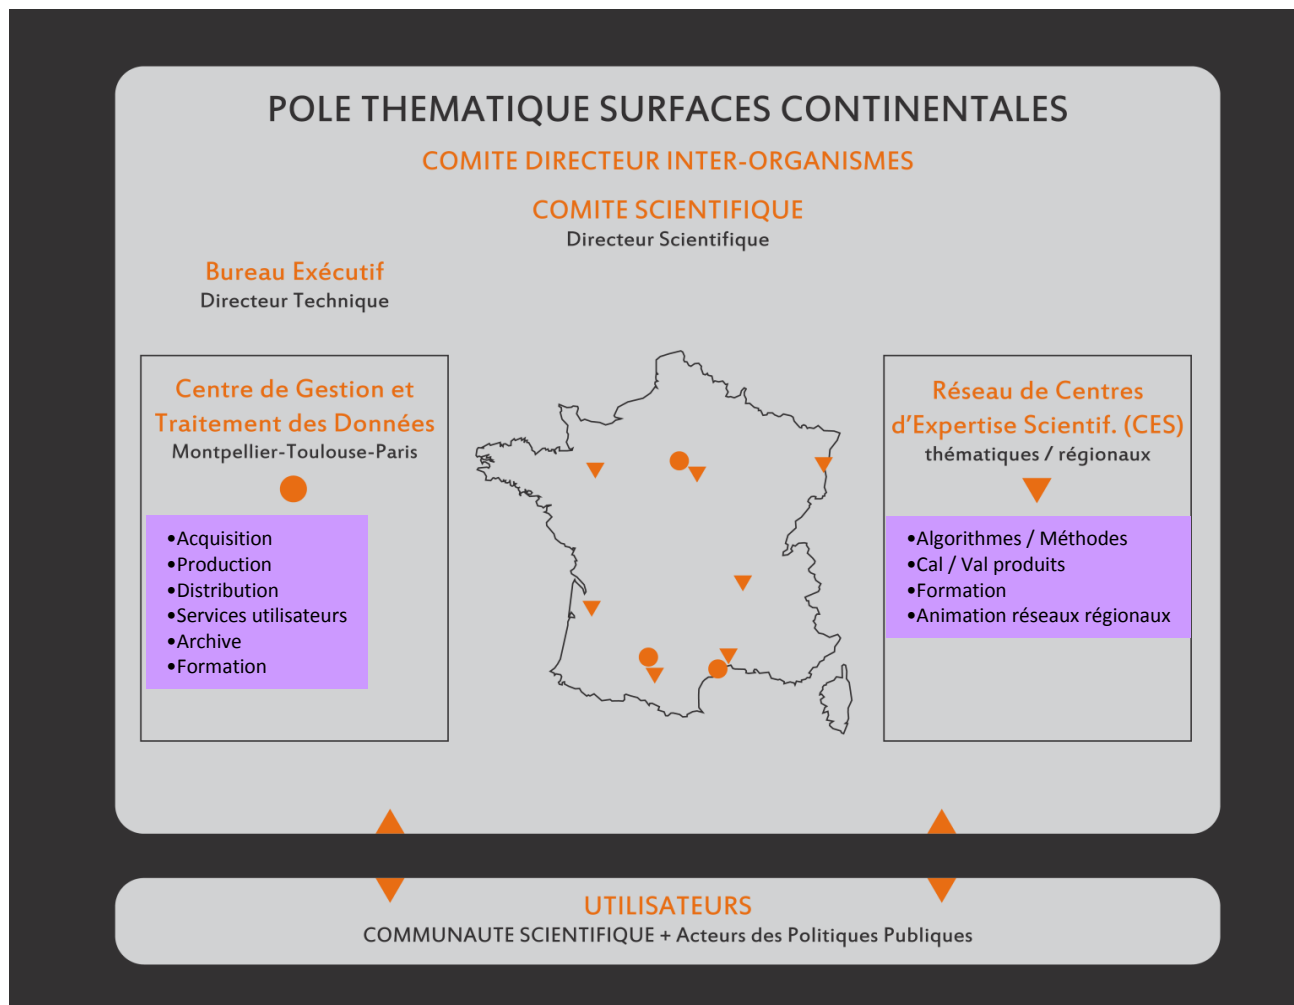 POLE THEMATIQUE SURFACES CONTINENTALES
COMITE DIRECTEUR INTER-ORGANISMES
COMITE SCIENTIFIQUE
Directeur Scientifique
Bureau Exécutif
Directeur Technique
Centre de Gestion et
Traitement des Données
Montpellier-Toulouse-Paris
•Acquisition
•Production
•Distribution
•Services utilisateurs
•Archive
•Formation
Réseau de Centres
d'Expertise Scientif. (CES)
thématiques / régionaux
•Algorithmes / Méthodes
•Cal / Val produits
•Formation
•Animation réseaux régionaux
UTILISATEURS
COMMUNAUTE SCIENTIFIQUE + Acteurs des Politiques Publiques